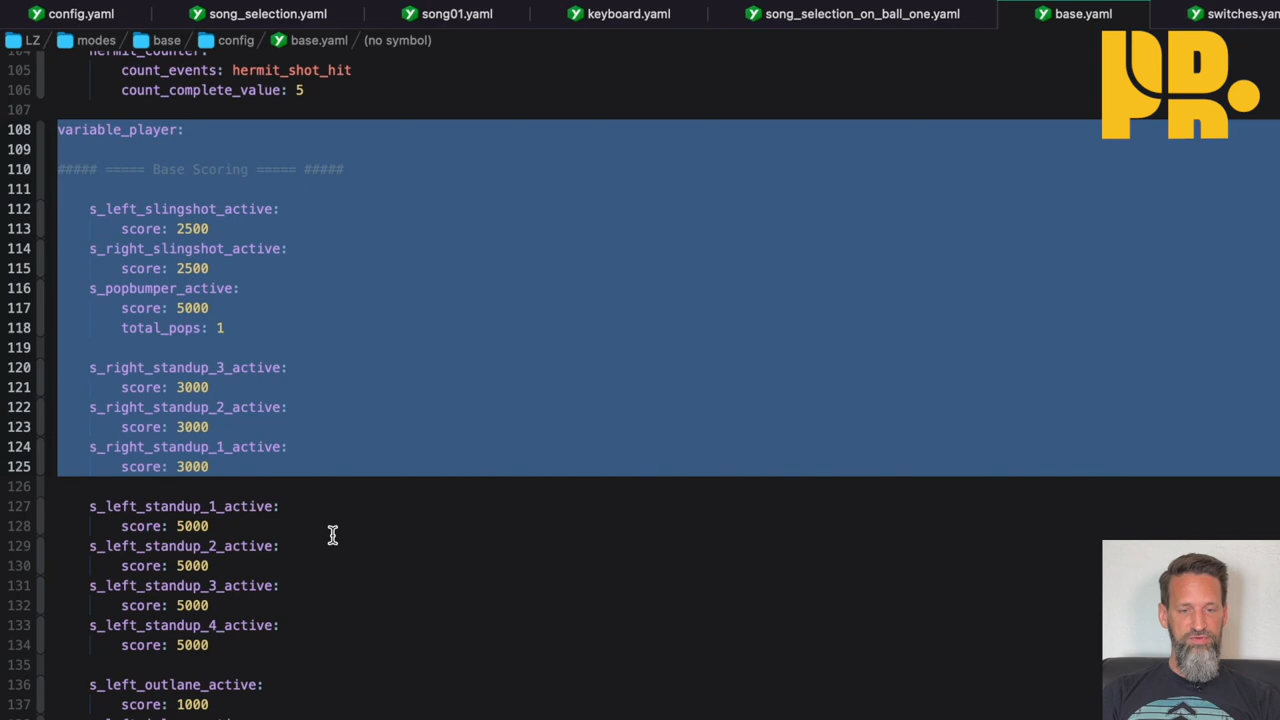 config.yaml
song_selection.yaml
song01.yaml
keyboard.yaml
song_selection_on_ball_one.yaml
base.yaml
switches.yam
LZ
modes
base
config
base.yaml
(no symbol)
104 hermit_counter:
105 count_events: hermit_shot_hit
106 count_complete_value: 5
107
108 variable_player:
109
110 ##### ===== Base Scoring ===== #####
111
112 s_left_slingshot_active:
113 score: 2500
114 s_right_slingshot_active:
115 score: 2500
116 s_popbumper_active:
117 score: 5000
118 total_pops: 1
119
120 s_right_standup_3_active:
121 score: 3000
122 s_right_standup_2_active:
123 score: 3000
124 s_right_standup_1_active:
125 score: 3000
126
127 s_left_standup_1_active:
128 score: 5000
129 s_left_standup_2_active:
130 score: 5000
131 s_left_standup_3_active:
132 score: 5000
133 s_left_standup_4_active:
134 score: 5000
135
136 s_left_outlane_active:
137 score: 1000